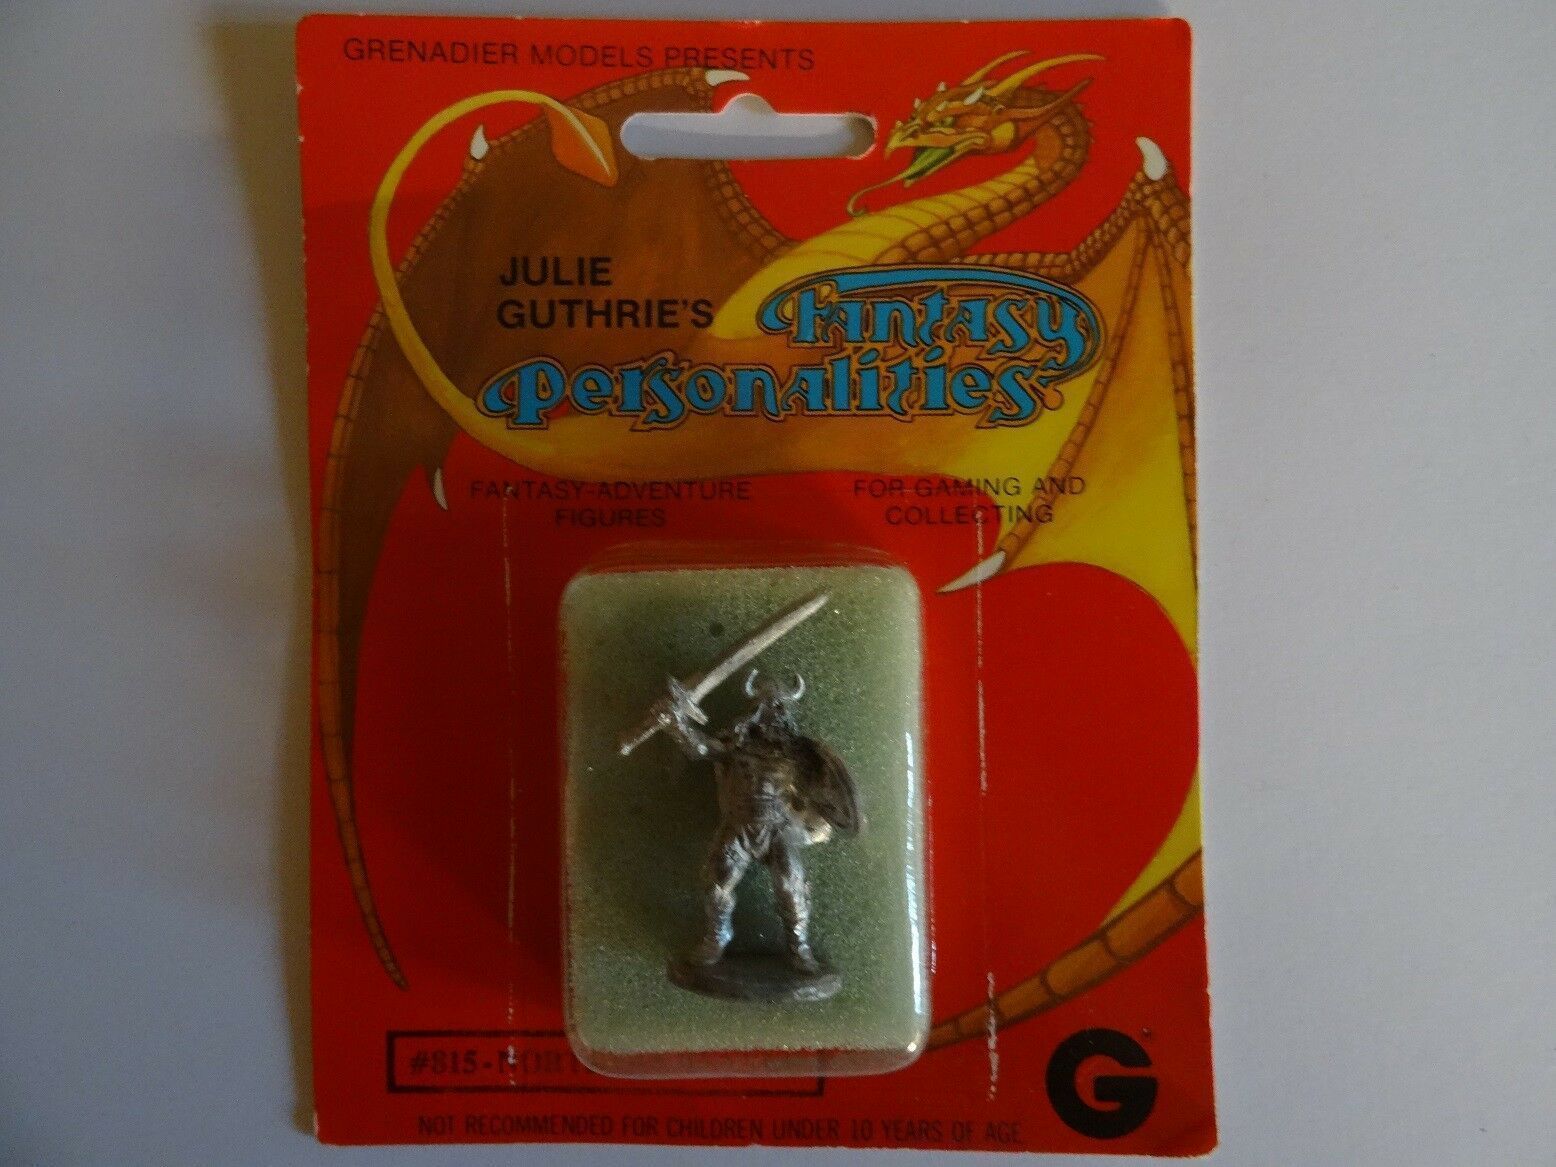 GRENADIER MODELS PRESENTS
JULIE
GUTHRIE'S
Fantasy
Personalities
FANTASY-ADVENTURE
FIGURES
FOR GAMING AND
COLLECTING
#815-
G
NOT RECOMMENDED FOR CHILDREN UNDER 10 YEARS OF AGE